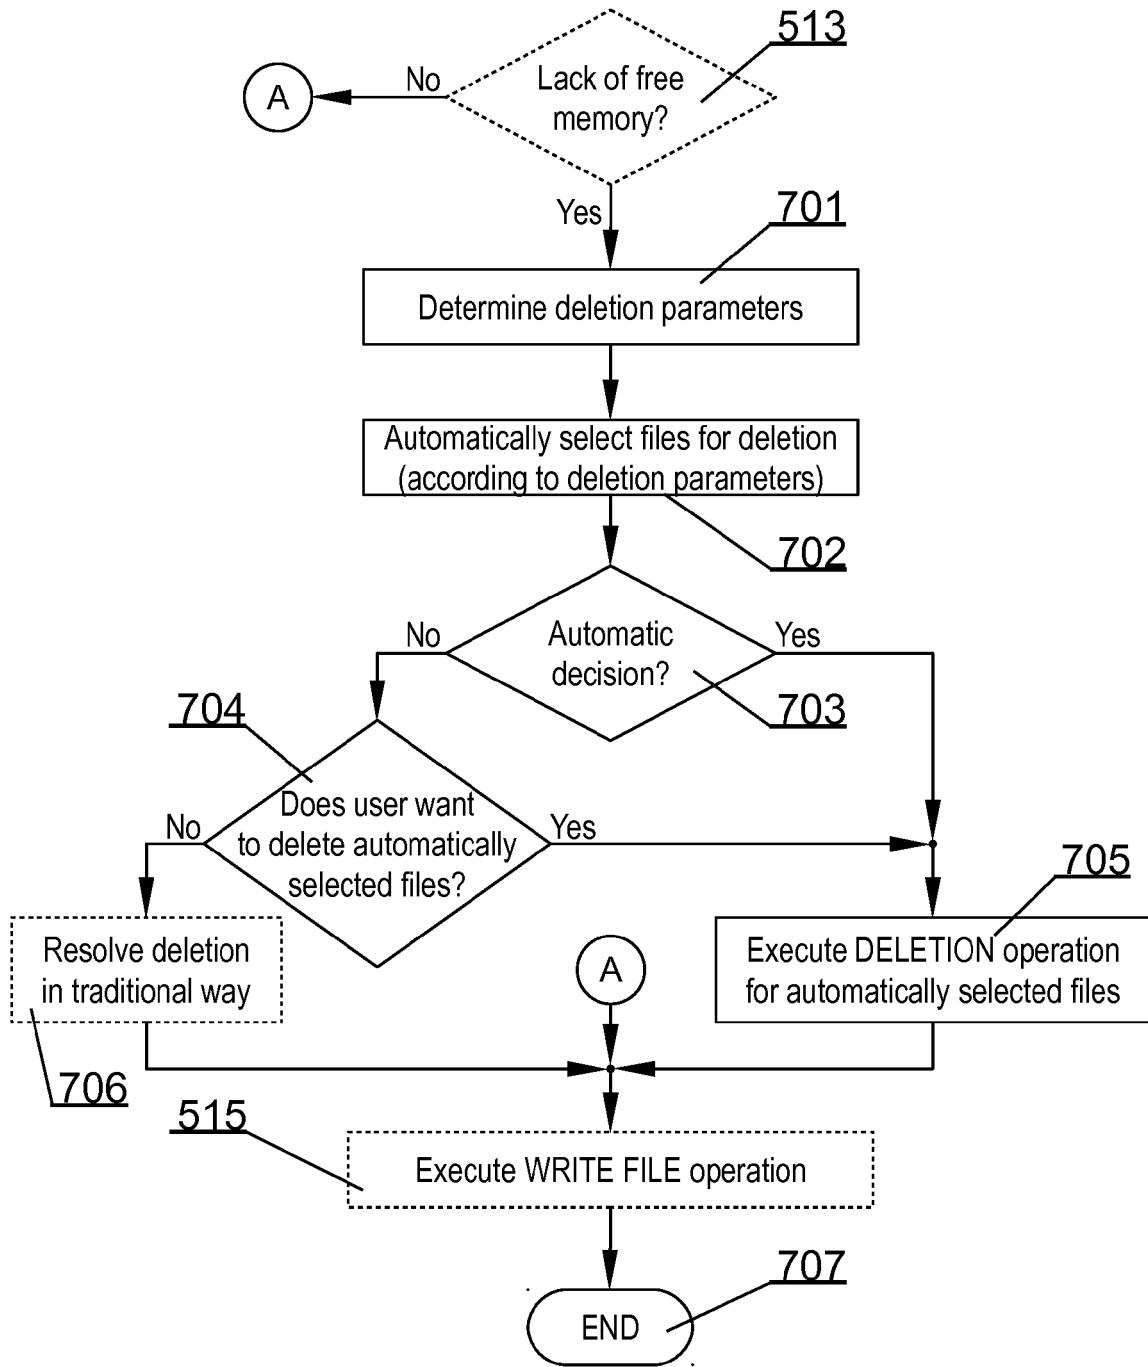 513
Lack of free
memory?
No
A
Yes
701
Determine deletion parameters
Automatically select files for deletion
(according to deletion parameters)
702
Automatic
decision?
No
Yes
703
704
Does user want
to delete automatically
selected files?
No
Yes
705
Resolve deletion
in traditional way
A
Execute DELETION operation
for automatically selected files
706
515
Execute WRITE FILE operation
707
END